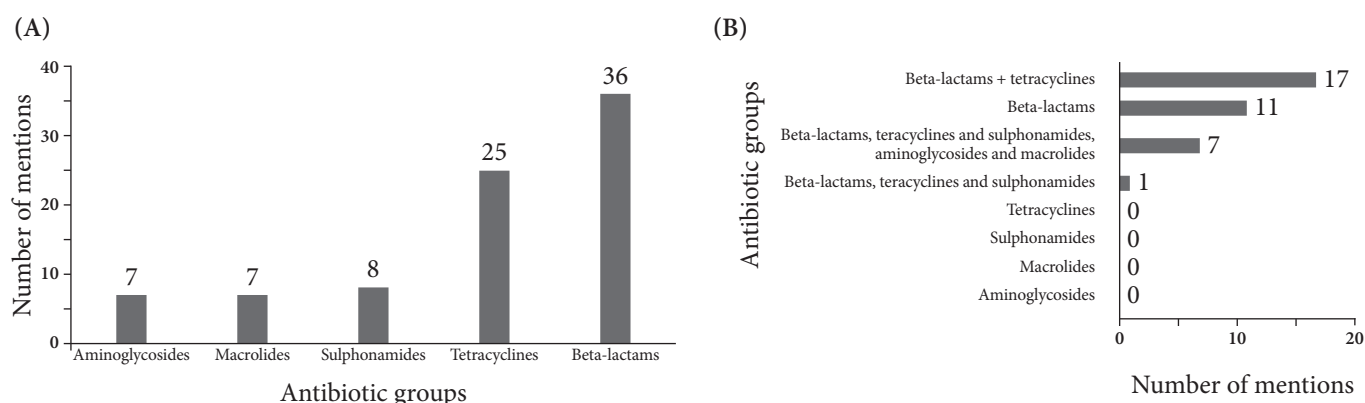 (A)
Number of mentions
40
30
20
10
0
7
7
8
25
36
Aminoglycosides
Macrolides
Sulphonamides
Tetracyclines
Beta-lactams
Antibiotic groups
(B)
Antibiotic groups
Beta-lactams + tetracyclines
17
Beta-lactams
11
Beta-lactams, teracyclines and sulphonamides,
aminoglycosides and macrolides
7
Beta-lactams, teracyclines and sulphonamides
1
Tetracyclines
0
Sulphonamides
0
Macrolides
0
Aminoglycosides
0
0
10
20
Number of mentions